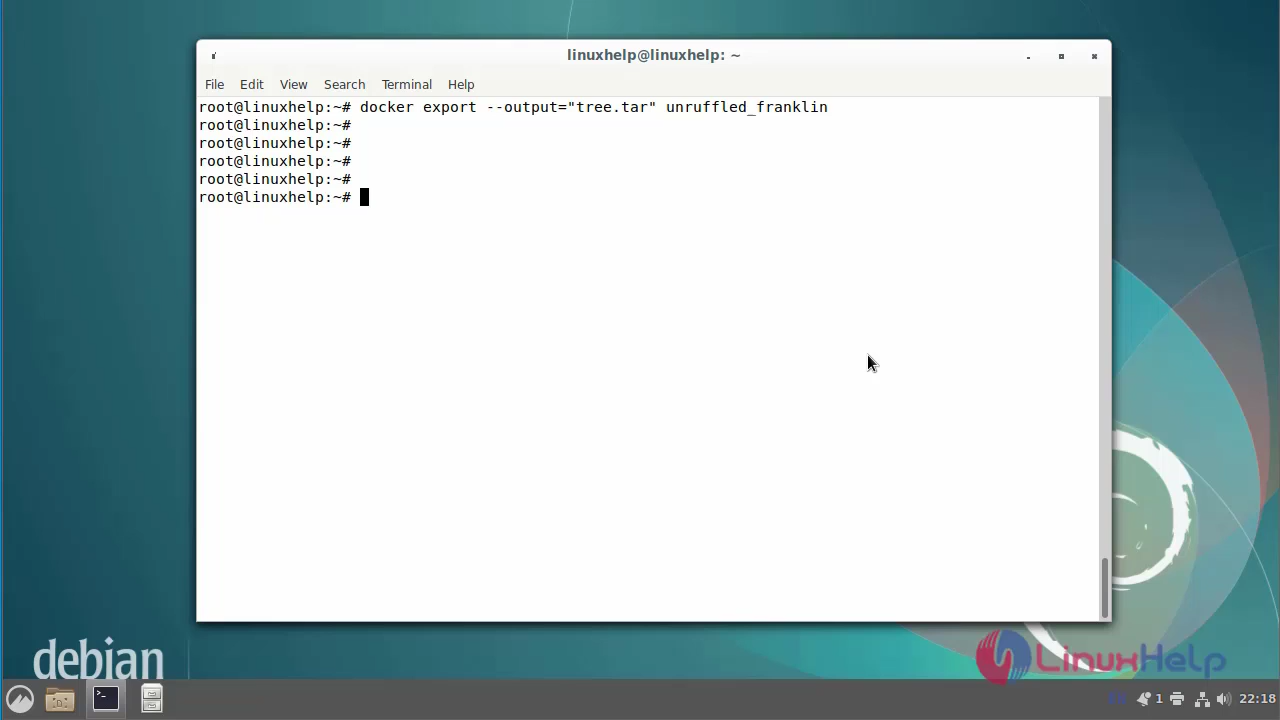 linuxhelp@linuxhelp: ~
File Edit View Search Terminal Help
root@linuxhelp:~# docker export --output="tree.tar" unruffled_franklin
root@linuxhelp:~#
root@linuxhelp:~#
root@linuxhelp:~#
root@linuxhelp:~#
root@linuxhelp:~#
debian
LinuxHelp
EN 1 22:18